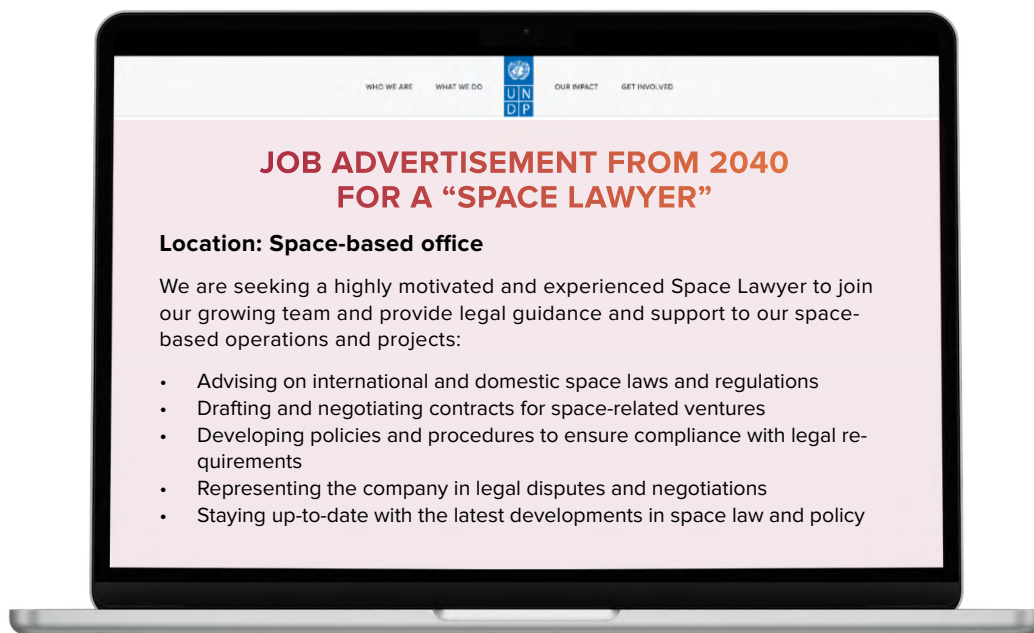 WHO WE ARE WHAT WE DO OUR IMPACT GET INVOLVED
UN
DP
JOB ADVERTISEMENT FROM 2040
FOR A “SPACE LAWYER”
Location: Space-based office
We are seeking a highly motivated and experienced Space Lawyer to join
our growing team and provide legal guidance and support to our space-
based operations and projects:
• Advising on international and domestic space laws and regulations
• Drafting and negotiating contracts for space-related ventures
• Developing policies and procedures to ensure compliance with legal re-
quirements
• Representing the company in legal disputes and negotiations
• Staying up-to-date with the latest developments in space law and policy